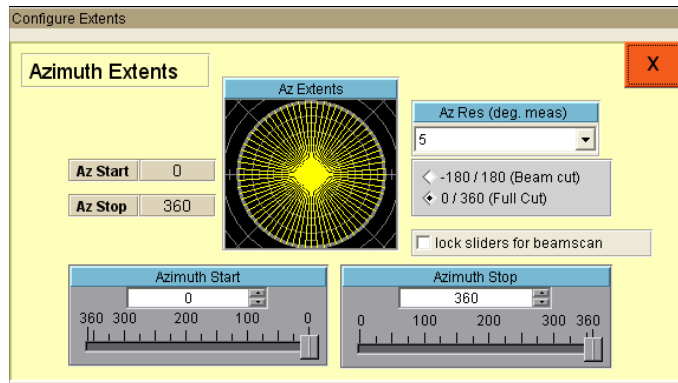 Configure Extents
Azimuth Extents
X
Az Extents
Az Res (deg. meas)
5
Az Start 0
-180 / 180 (Beam cut)
0 / 360 (Full Cut)
Az Stop 360
lock sliders for beamscan
Azimuth Start
0
360 300 200 100 0
Azimuth Stop
360
0 100 200 300 360